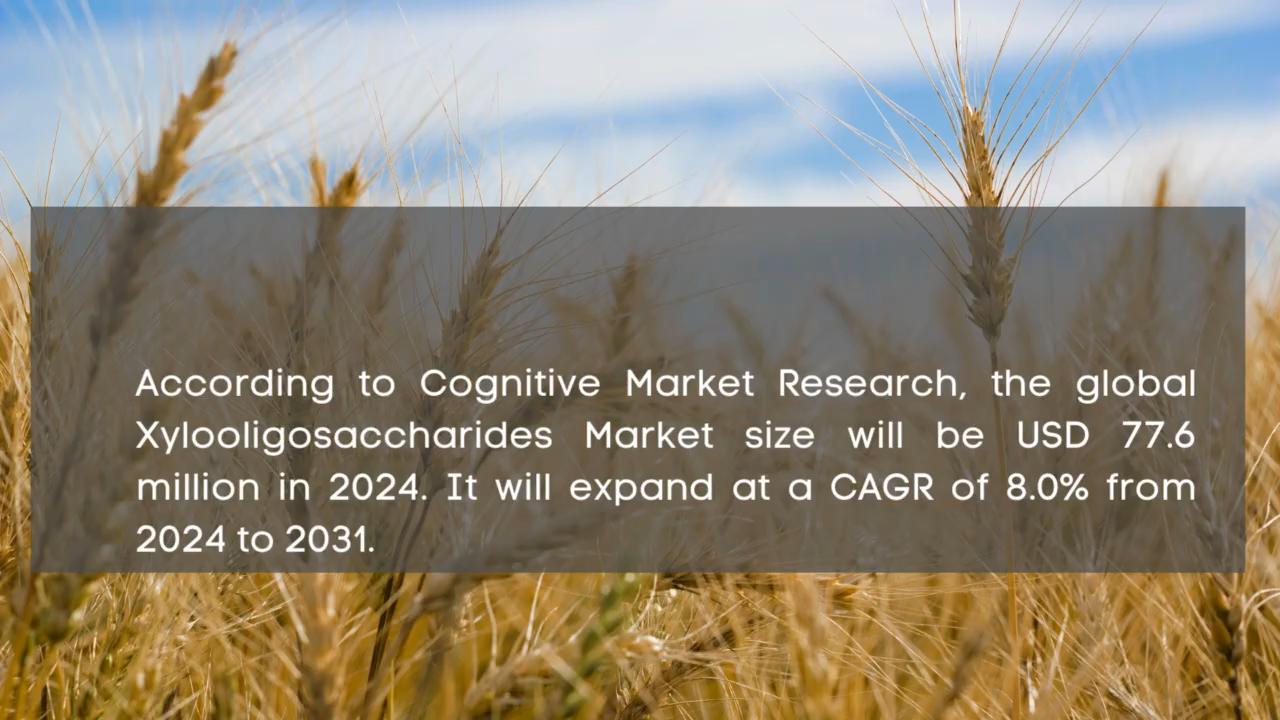 According to Cognitive Market Research, the global
Xylooligosaccharides Market size will be USD 77.6
million in 2024. It will expand at a CAGR of 8.0% from
2024 to 2031.